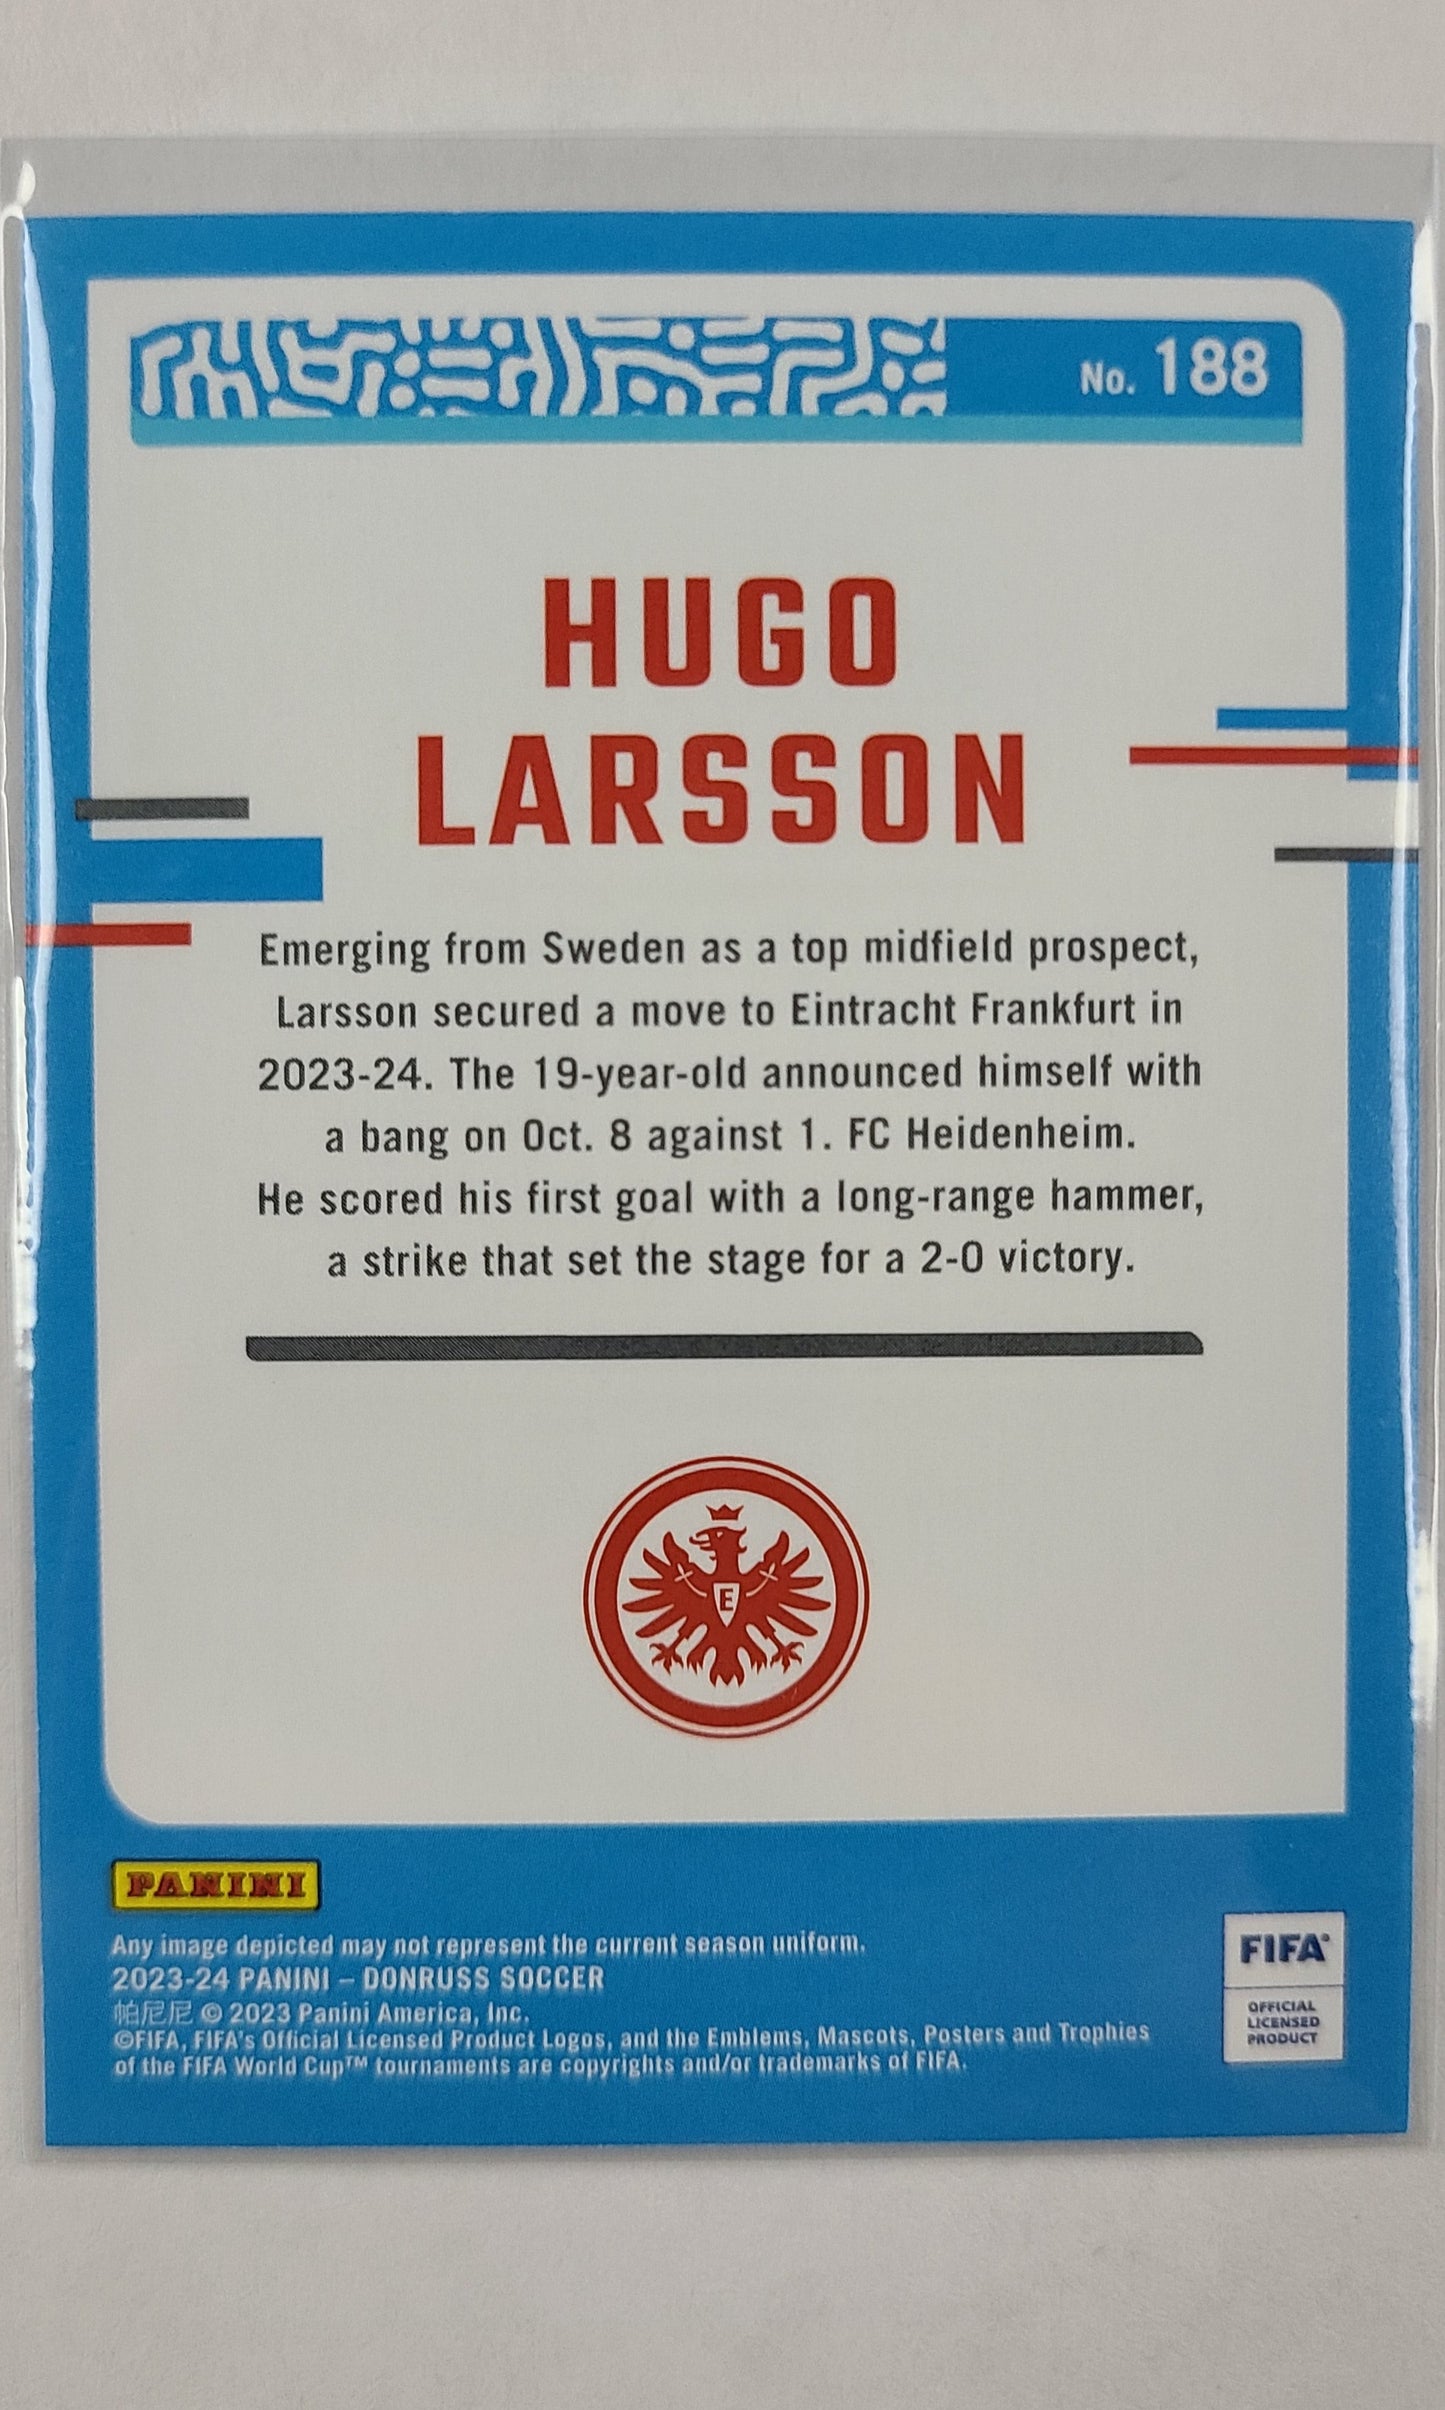 No. 188
HUGO
LARSSON
Emerging from Sweden as a top midfield prospect,
Larsson secured a move to Eintracht Frankfurt in
2023-24. The 19-year-old announced himself with
a bang on Oct. 8 against 1. FC Heidenheim.
He scored his first goal with a long-range hammer,
a strike that set the stage for a 2-0 victory.
E
PANINI
Any image depicted may not represent the current season uniform.
2023-24 PANINI – DONRUSS SOCCER
帕尼尼 © 2023 Panini America, Inc.
©FIFA, FIFA's Official Licensed Product Logos, and the Emblems, Mascots, Posters and Trophies
of the FIFA World Cup™ tournaments are copyrights and/or trademarks of FIFA.
FIFA®
OFFICIAL
LICENSED
PRODUCT